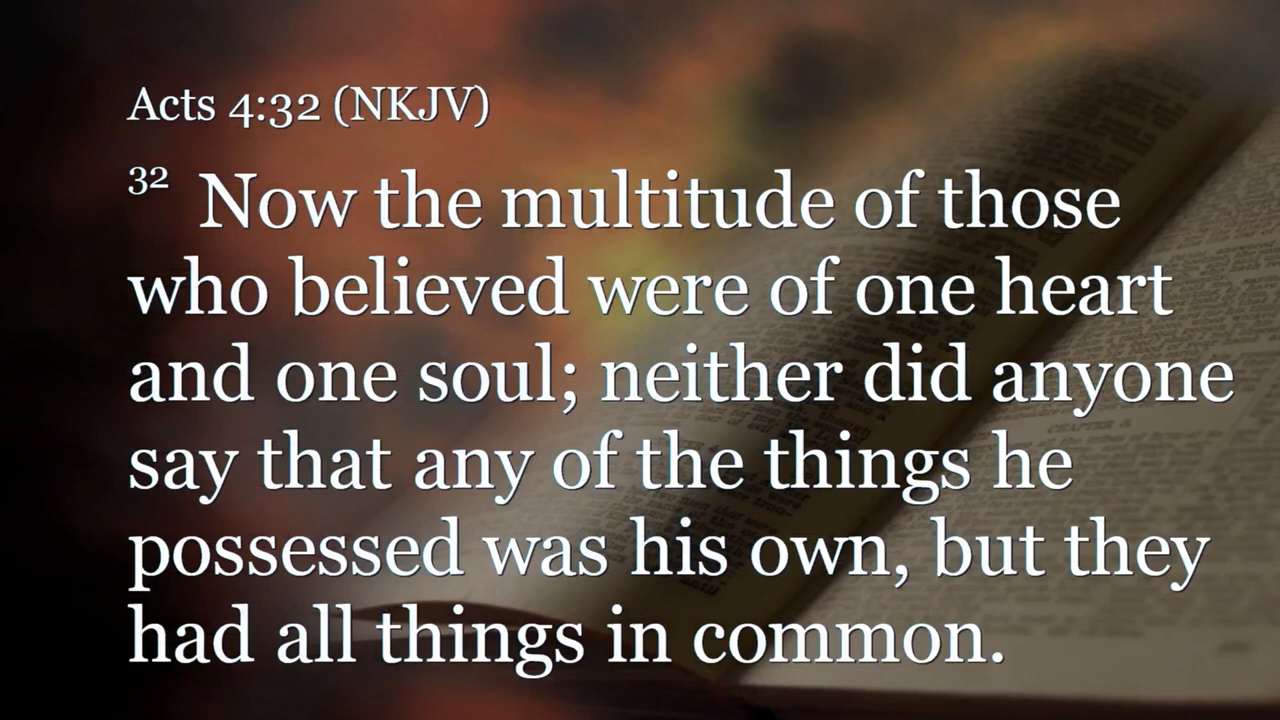 Acts 4:32 (NKJV)
32 Now the multitude of those
who believed were of one heart
and one soul; neither did anyone
say that any of the things he
possessed was his own, but they
had all things in common.